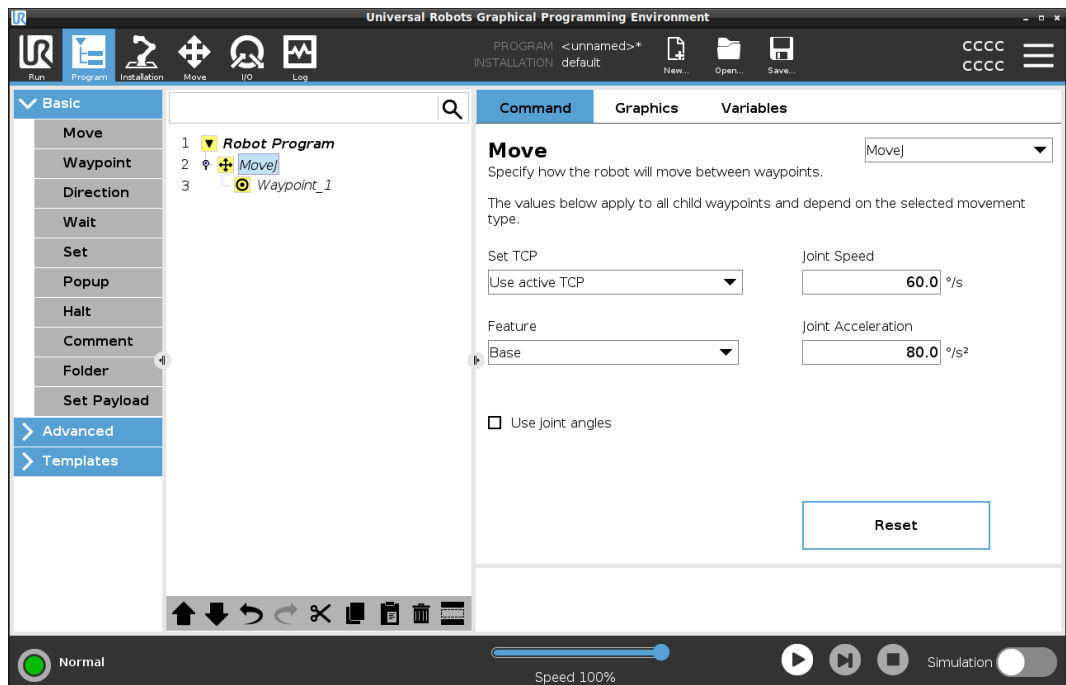 Universal Robots Graphical Programming Environment
UR
Run
Program
Installation
Move
I/O
Log
PROGRAM <unnamed>*
INSTALLATION default
New...
Open...
Save...
CCCC
CCCC
Basic
Move
Waypoint
Direction
Wait
Set
Popup
Halt
Comment
Folder
Set Payload
Advanced
Templates
1 Robot Program
2 MoveJ
3 Waypoint_1
Command Graphics Variables
Move
MoveJ
Specify how the robot will move between waypoints.
The values below apply to all child waypoints and depend on the selected movement
type.
Set TCP
Use active TCP
Joint Speed
60.0 °/s
Feature
Base
Joint Acceleration
80.0 °/s²
Use joint angles
Reset
Normal
Speed 100%
Simulation